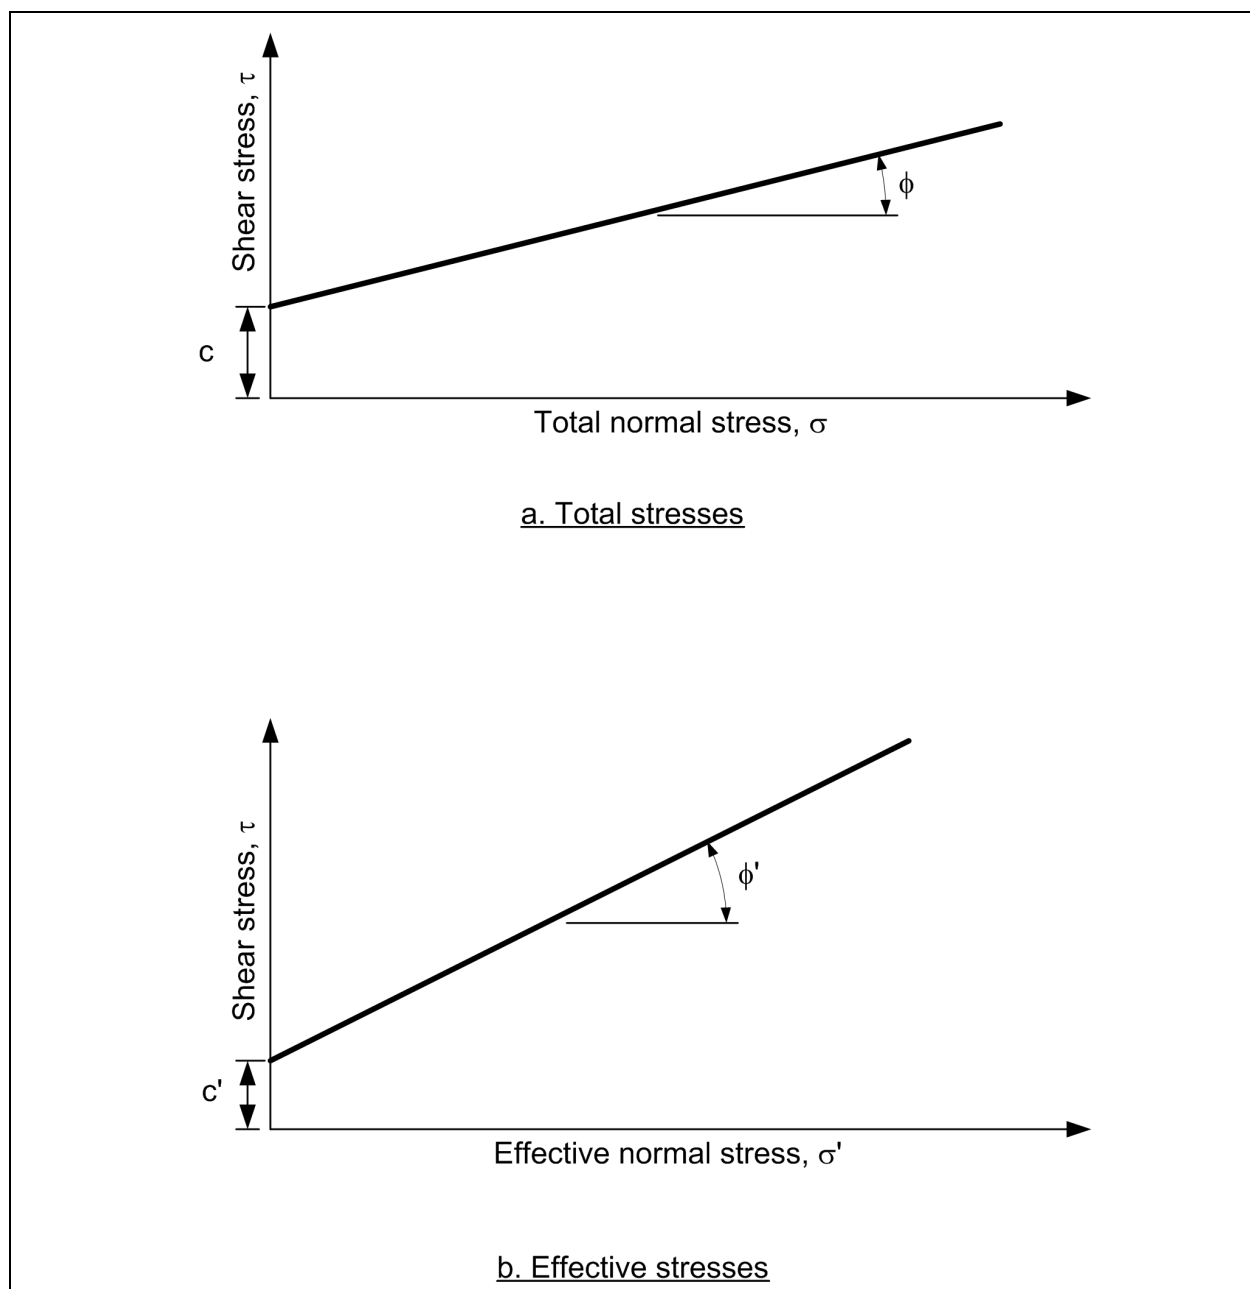 Shear stress, τ
ϕ
c
Total normal stress, σ
a. Total stresses
Shear stress, τ
ϕ'
c'
Effective normal stress, σ'
b. Effective stresses